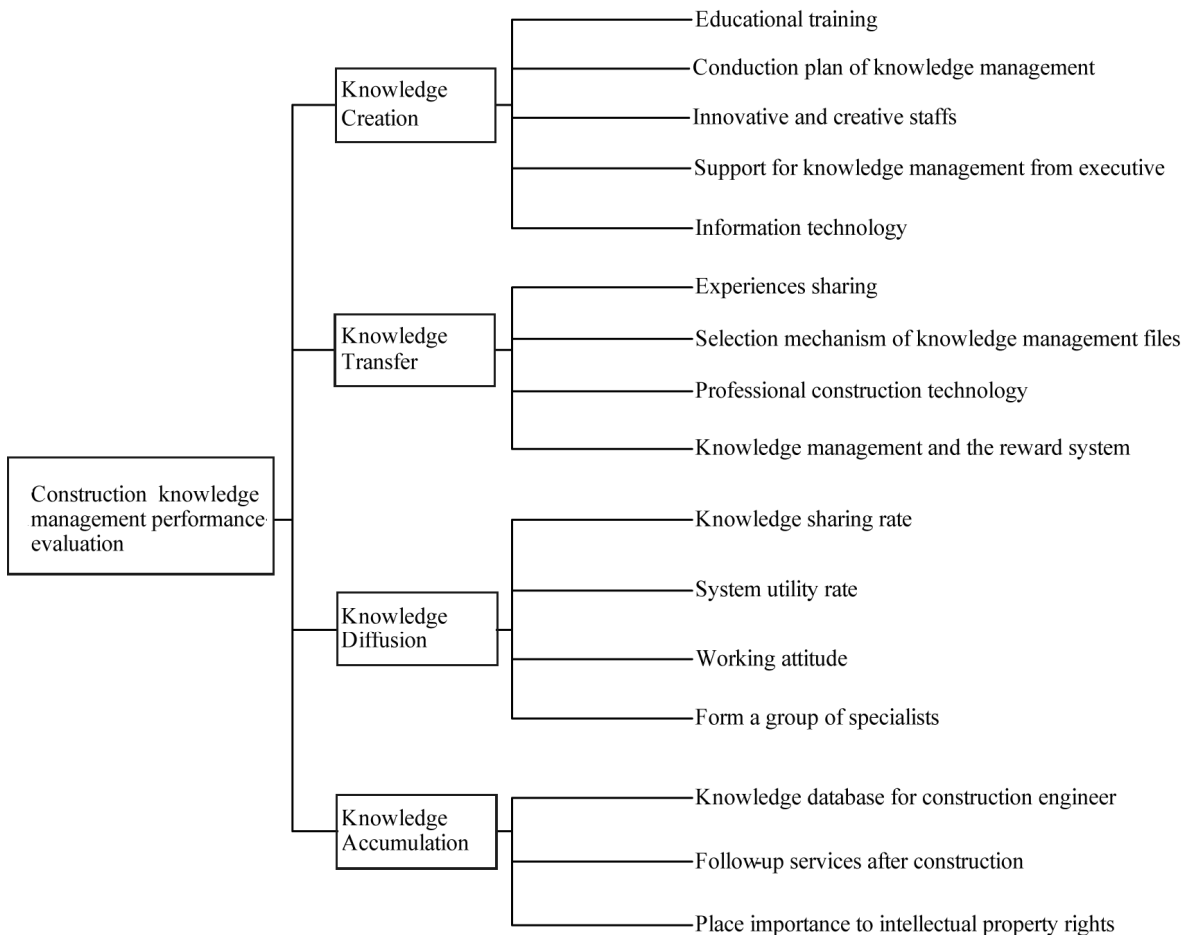 Educational training
Knowledge
Creation
Conduction plan of knowledge management
Innovative and creative staffs
Support for knowledge management from executive
Information technology
Experiences sharing
Knowledge
Transfer
Selection mechanism of knowledge management files
Professional construction technology
Knowledge management and the reward system
Construction knowledge
management performance
evaluation
Knowledge sharing rate
System utility rate
Knowledge
Diffusion
Working attitude
Form a group of specialists
Knowledge database for construction engineer
Knowledge
Accumulation
Follow-up services after construction
Place importance to intellectual property rights